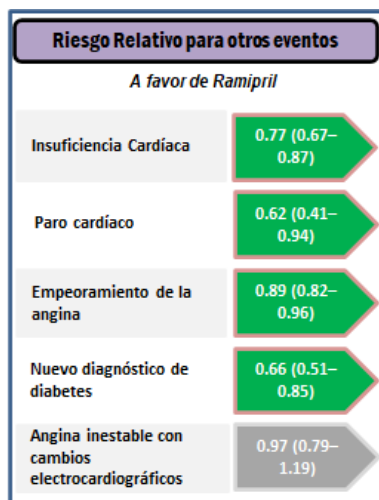 Riesgo Relativo para otros eventos
A favor de Ramipril
Insuficiencia Cardíaca
0.77 (0.67–
0.87)
Paro cardíaco
0.62 (0.41–
0.94)
Empeoramiento de la
angina
0.89 (0.82–
0.96)
Nuevo diagnóstico de
diabetes
0.66 (0.51–
0.85)
Angina inestable con
cambios
electrocardiográficos
0.97 (0.79–
1.19)